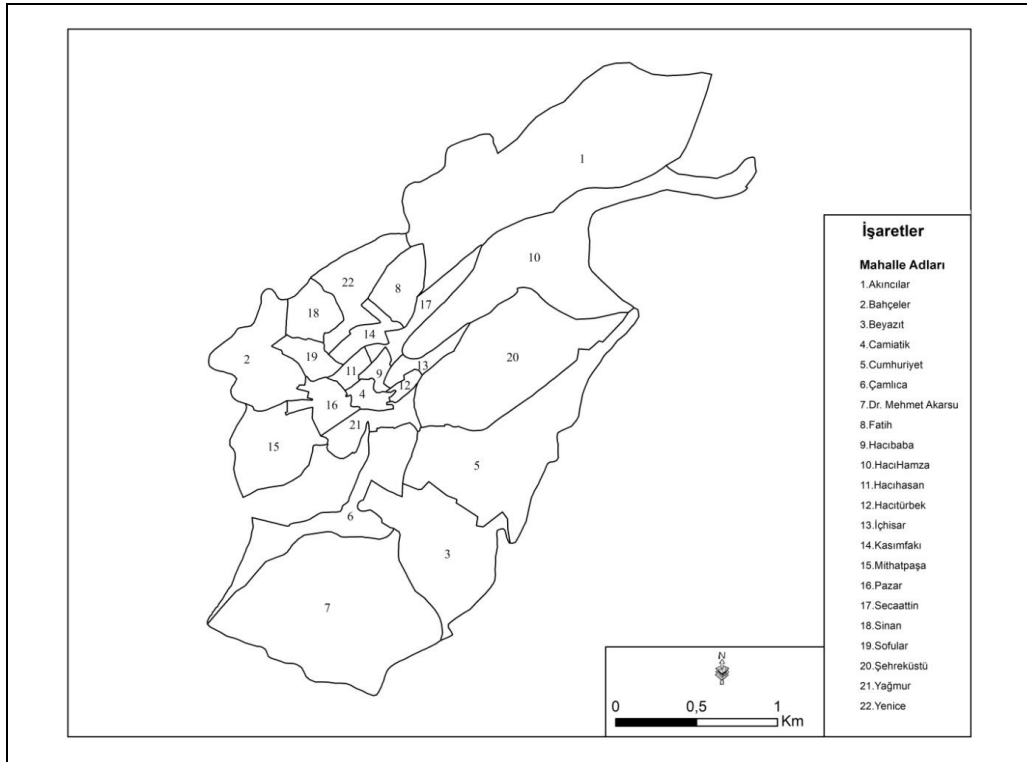 1
10
22
8
17
18
14
2
19
11
9
13
20
12
4
16
21
15
5
6
3
7
İşaretler
Mahalle Adları
1.Akıncılar
2.Bahçeler
3.Beyazıt
4.Camiatik
5.Cumhuriyet
6.Çamlıca
7.Dr. Mehmet Akarsu
8.Fatih
9.Hacıbaba
10.HacıHamza
11.Hacıhasan
12.Hacıtürbek
13.İçhisar
14.Kasımfakı
15.Mithatpaşa
16.Pazar
17.Secaattin
18.Sinan
19.Sofular
20.Şehreküstü
21.Yağmur
22.Yenice
N
0 0,5 1
Km